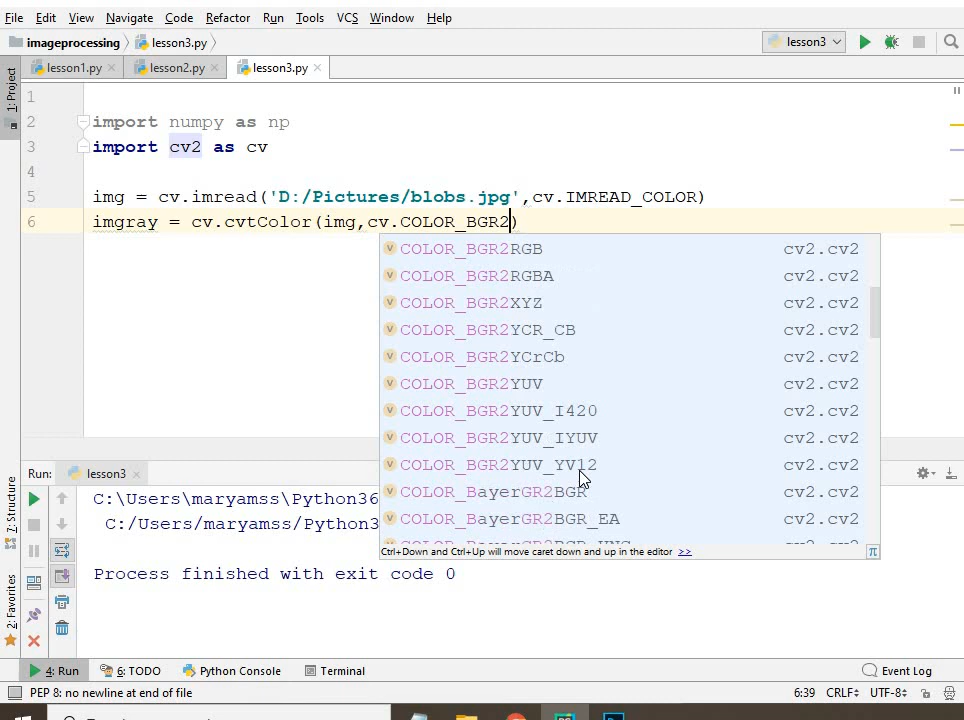 File Edit View Navigate Code Refactor Run Tools VCS Window Help
imageprocessing lesson3.py lesson3
lesson1.py lesson2.py lesson3.py
1: Project
1
2 import numpy as np
3 import cv2 as cv
4
5 img = cv.imread('D:/Pictures/blobs.jpg',cv.IMREAD_COLOR)
6 imgray = cv.cvtColor(img,cv.COLOR_BGR2)
COLOR_BGR2RGB cv2.cv2
COLOR_BGR2RGBA cv2.cv2
COLOR_BGR2XYZ cv2.cv2
COLOR_BGR2YCR_CB cv2.cv2
COLOR_BGR2YCrCb cv2.cv2
COLOR_BGR2YUV cv2.cv2
COLOR_BGR2YUV_I420 cv2.cv2
COLOR_BGR2YUV_IYUV cv2.cv2
COLOR_BGR2YUV_YV12 cv2.cv2
COLOR_BayerGR2BGR cv2.cv2
COLOR_BayerGR2BGR_EA cv2.cv2
Ctrl+Down and Ctrl+Up will move caret down and up in the editor >>
π
Run: lesson3
C:\Users\maryamss\Python36
C:/Users/maryamss/Python3
Process finished with exit code 0
7: Structure
2: Favorites
4: Run 6: TODO Python Console Terminal Event Log
PEP 8: no newline at end of file 6:39 CRLF UTF-8